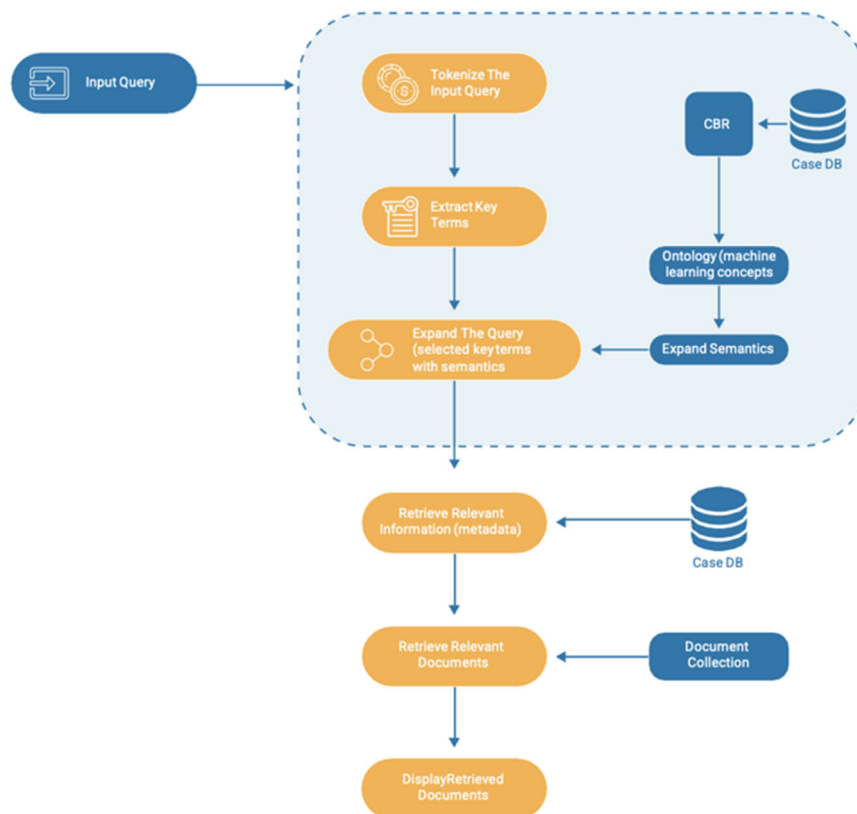 Input Query
Tokenize The
Input Query
CBR
Case DB
Extract Key
Terms
Ontology (machine
learning concepts
Expand The Query
(selected key terms
with semantics
Expand Semantics
Retrieve Relevant
Information (metadata)
Case DB
Retrieve Relevant
Documents
Document
Collection
DisplayRetrieved
Documents